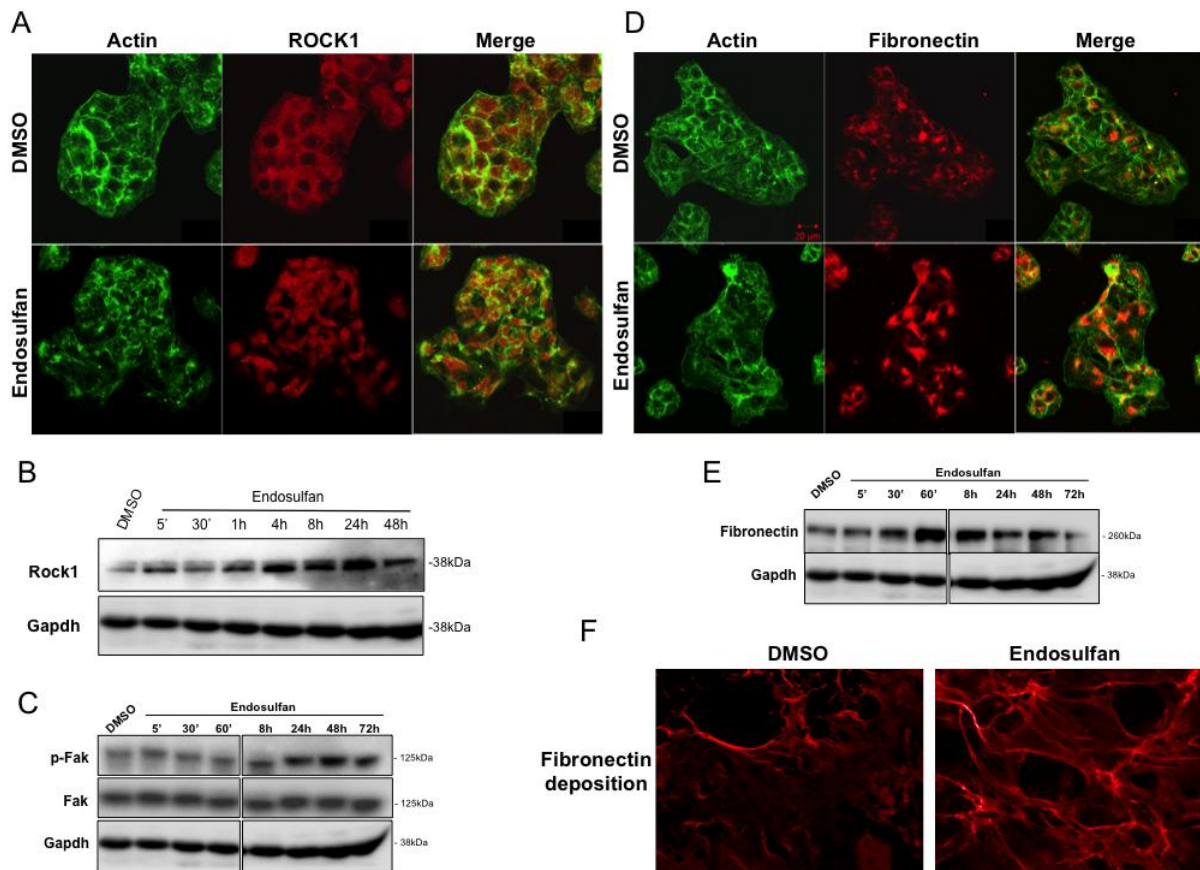 A
Actin ROCK1 Merge
DMSO
Endosulfan
B
Endosulfan
DMSO 5' 30' 1h 4h 8h 24h 48h
Rock1 -38kDa
Gapdh -38kDa
C
Endosulfan
DMSO 5' 30' 60' 8h 24h 48h 72h
p-Fak - 125kDa
Fak - 125kDa
Gapdh - 38kDa
D
Actin Fibronectin Merge
DMSO
20 µm
Endosulfan
E
Endosulfan
DMSO 5' 30' 60' 8h 24h 48h 72h
Fibronectin - 260kDa
Gapdh - 38kDa
F
DMSO Endosulfan
Fibronectin
deposition